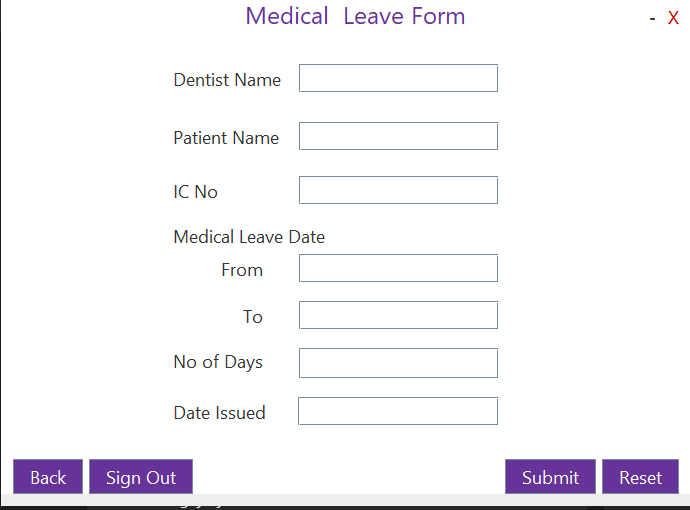 Medical Leave Form
- X
Dentist Name
Patient Name
IC No
Medical Leave Date
From
To
No of Days
Date Issued
Back Sign Out Submit Reset